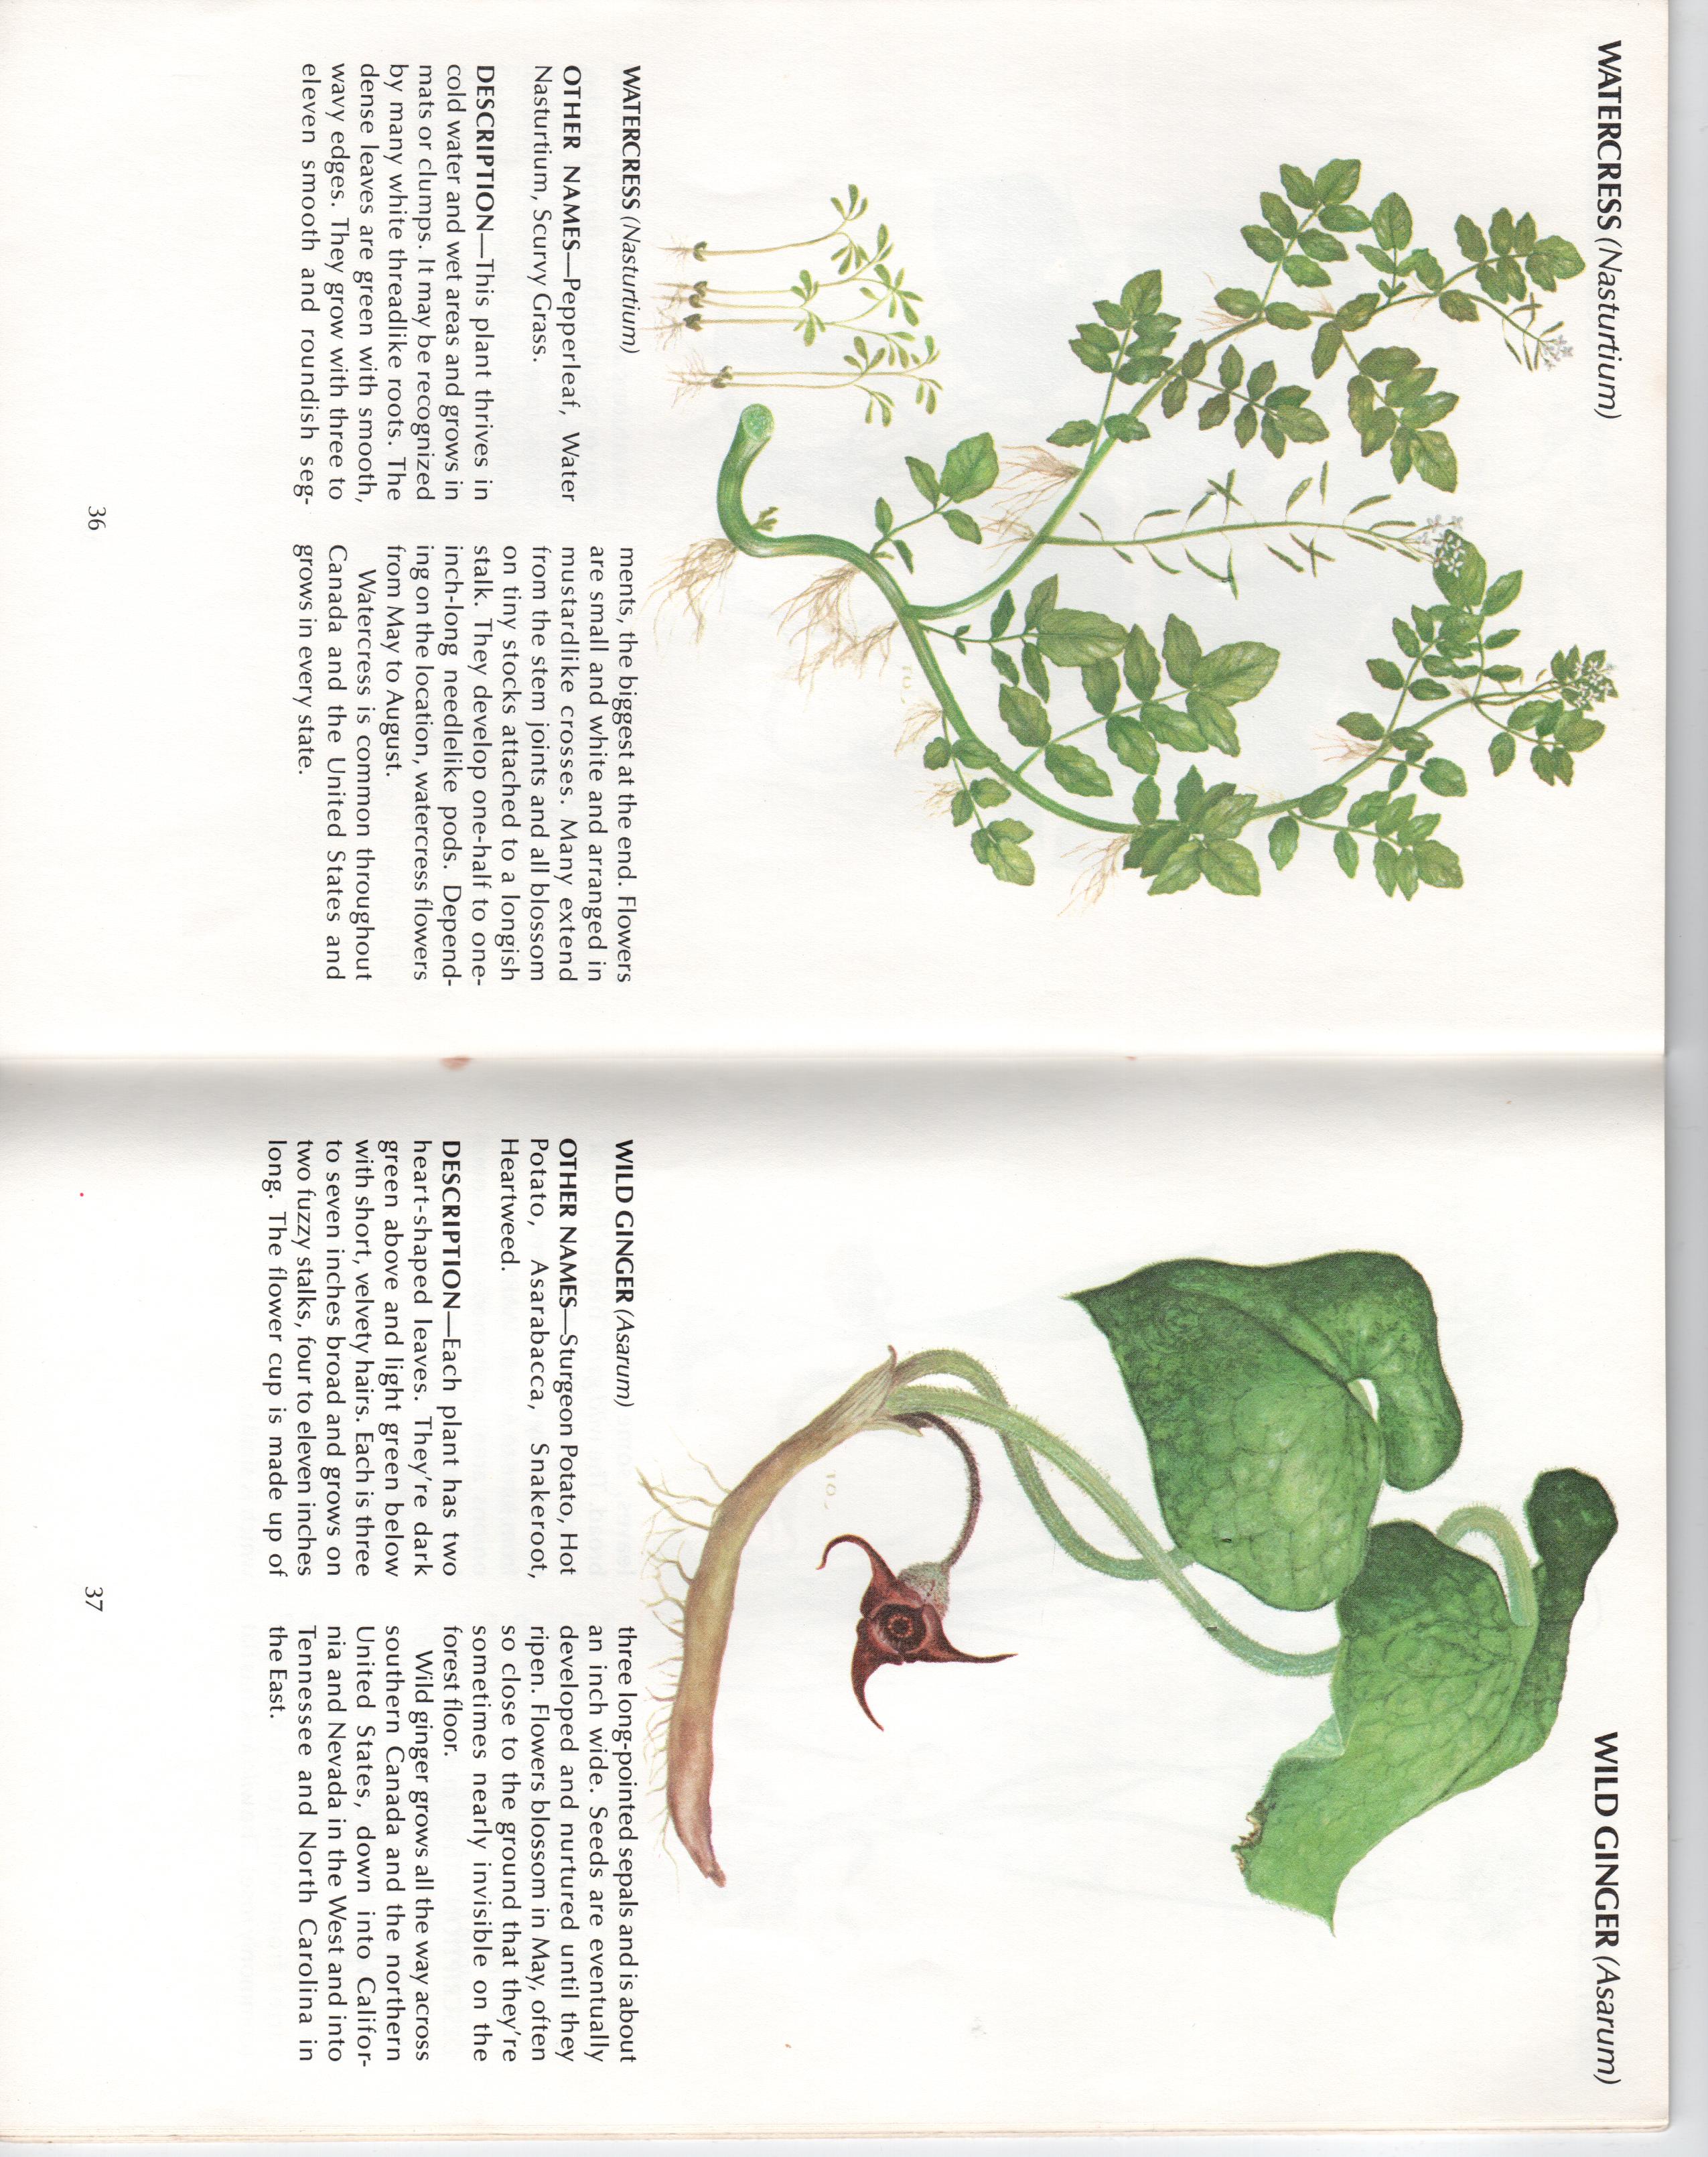 WATERCRESS (Nasturtium)
WATERCRESS (Nasturtium)
OTHER NAMES—Pepperleaf, Water
Nasturtium, Scurvy Grass.
DESCRIPTION—This plant thrives in
cold water and wet areas and grows in
mats or clumps. It may be recognized
by many white threadlike roots. The
dense leaves are green with smooth,
wavy edges. They grow with three to
eleven smooth and roundish seg-
ments, the biggest at the end. Flowers
are small and white and arranged in
mustardlike crosses. Many extend
from the stem joints and all blossom
on tiny stocks attached to a longish
stalk. They develop one-half to one-
inch-long needlelike pods. Depend-
ing on the location, watercress flowers
from May to August.
Watercress is common throughout
Canada and the United States and
grows in every state.
36
WILD GINGER (Asarum)
WILD GINGER (Asarum)
OTHER NAMES—Sturgeon Potato, Hot
Potato, Asarabacca, Snakeroot,
Heartweed.
DESCRIPTION—Each plant has two
heart-shaped leaves. They're dark
green above and light green below
with short, velvety hairs. Each is three
to seven inches broad and grows on
two fuzzy stalks, four to eleven inches
long. The flower cup is made up of
three long-pointed sepals and is about
an inch wide. Seeds are eventually
developed and nurtured until they
ripen. Flowers blossom in May, often
so close to the ground that they're
sometimes nearly invisible on the
forest floor.
Wild ginger grows all the way across
southern Canada and the northern
United States, down into Califor-
nia and Nevada in the West and into
Tennessee and North Carolina in
the East.
37